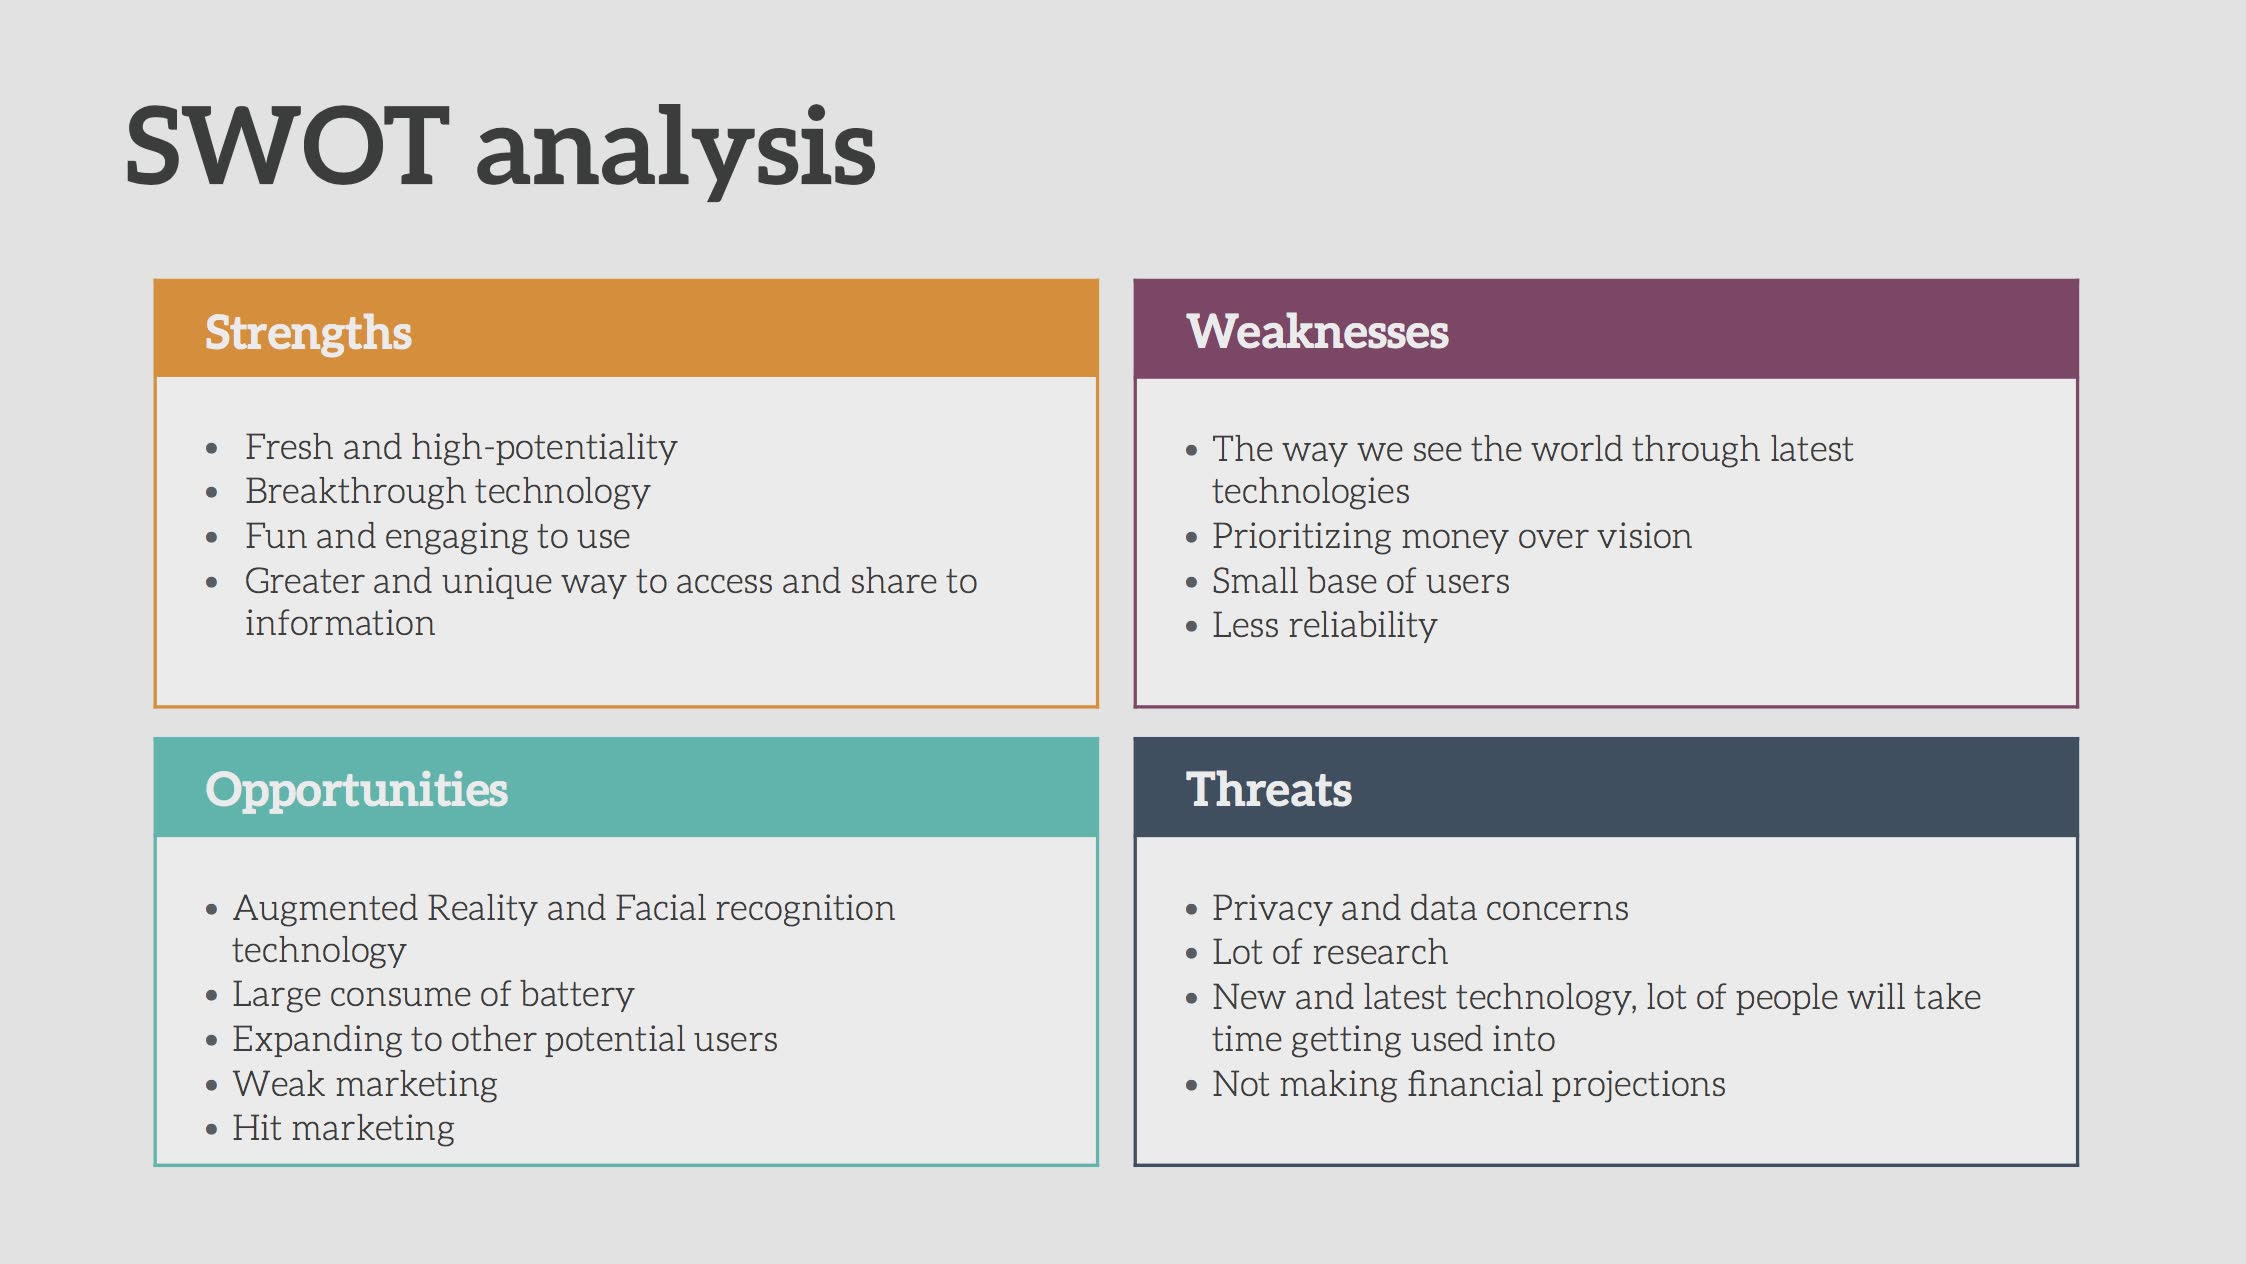 SWOT analysis
Strengths
• Fresh and high-potentiality
• Breakthrough technology
• Fun and engaging to use
• Greater and unique way to access and share to
information
Weaknesses
• The way we see the world through latest
technologies
• Prioritizing money over vision
• Small base of users
• Less reliability
Opportunities
• Augmented Reality and Facial recognition
technology
• Large consume of battery
• Expanding to other potential users
• Weak marketing
• Hit marketing
Threats
• Privacy and data concerns
• Lot of research
• New and latest technology, lot of people will take
time getting used into
• Not making financial projections